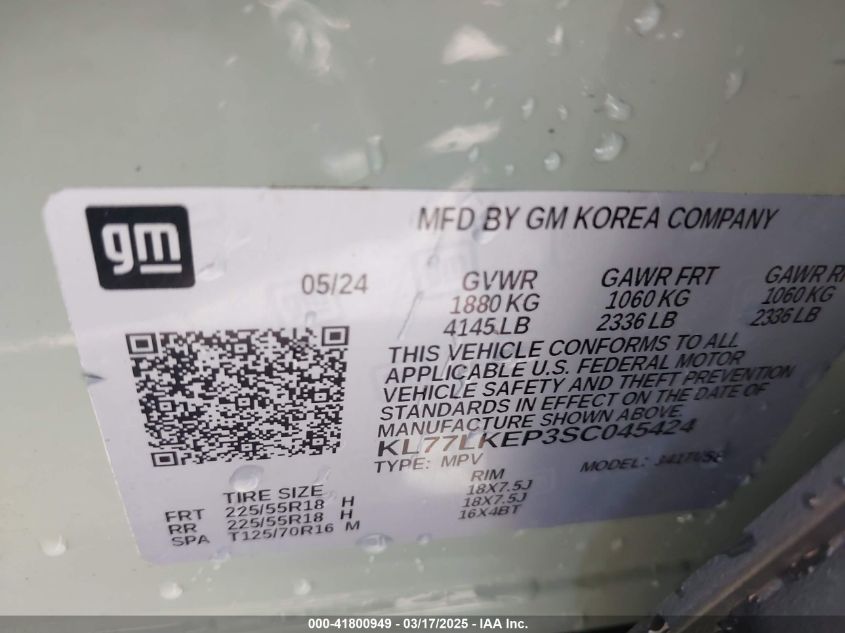 gm
MFD BY GM KOREA COMPANY
05/24 GVWR GAWR FRT GAWR
1880 KG 1060 KG 1060 KG
4145 LB 2336 LB 2336 LB
THIS VEHICLE CONFORMS TO ALL
APPLICABLE U.S. FEDERAL MOTOR
VEHICLE SAFETY AND THEFT PREVENTION
STANDARDS IN EFFECT ON THE DATE OF
MANUFACTURE SHOWN ABOVE.
KL77LKEP3SC045424
TYPE: MPV MODEL:
TIRE SIZE RIM
FRT 225/55R18 H 18X7.5J
RR 225/55R18 H 18X7.5J
SPA T125/70R16 M 16X4BT
000-41800949 - 03/17/2025 - IAA Inc.